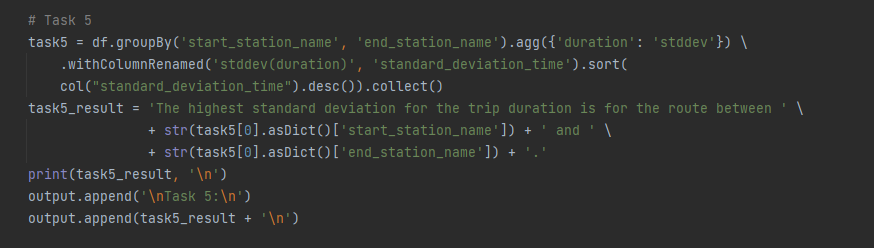 # Task 5
task5 = df.groupBy('start_station_name', 'end_station_name').agg({'duration': 'stddev'}) \
    .withColumnRenamed('stddev(duration)', 'standard_deviation_time').sort(
    col("standard_deviation_time").desc()).collect()
task5_result = 'The highest standard deviation for the trip duration is for the route between ' \
               + str(task5[0].asDict()['start_station_name']) + ' and ' \
               + str(task5[0].asDict()['end_station_name']) + '.'
print(task5_result, '\n')
output.append('\nTask 5:\n')
output.append(task5_result + '\n')